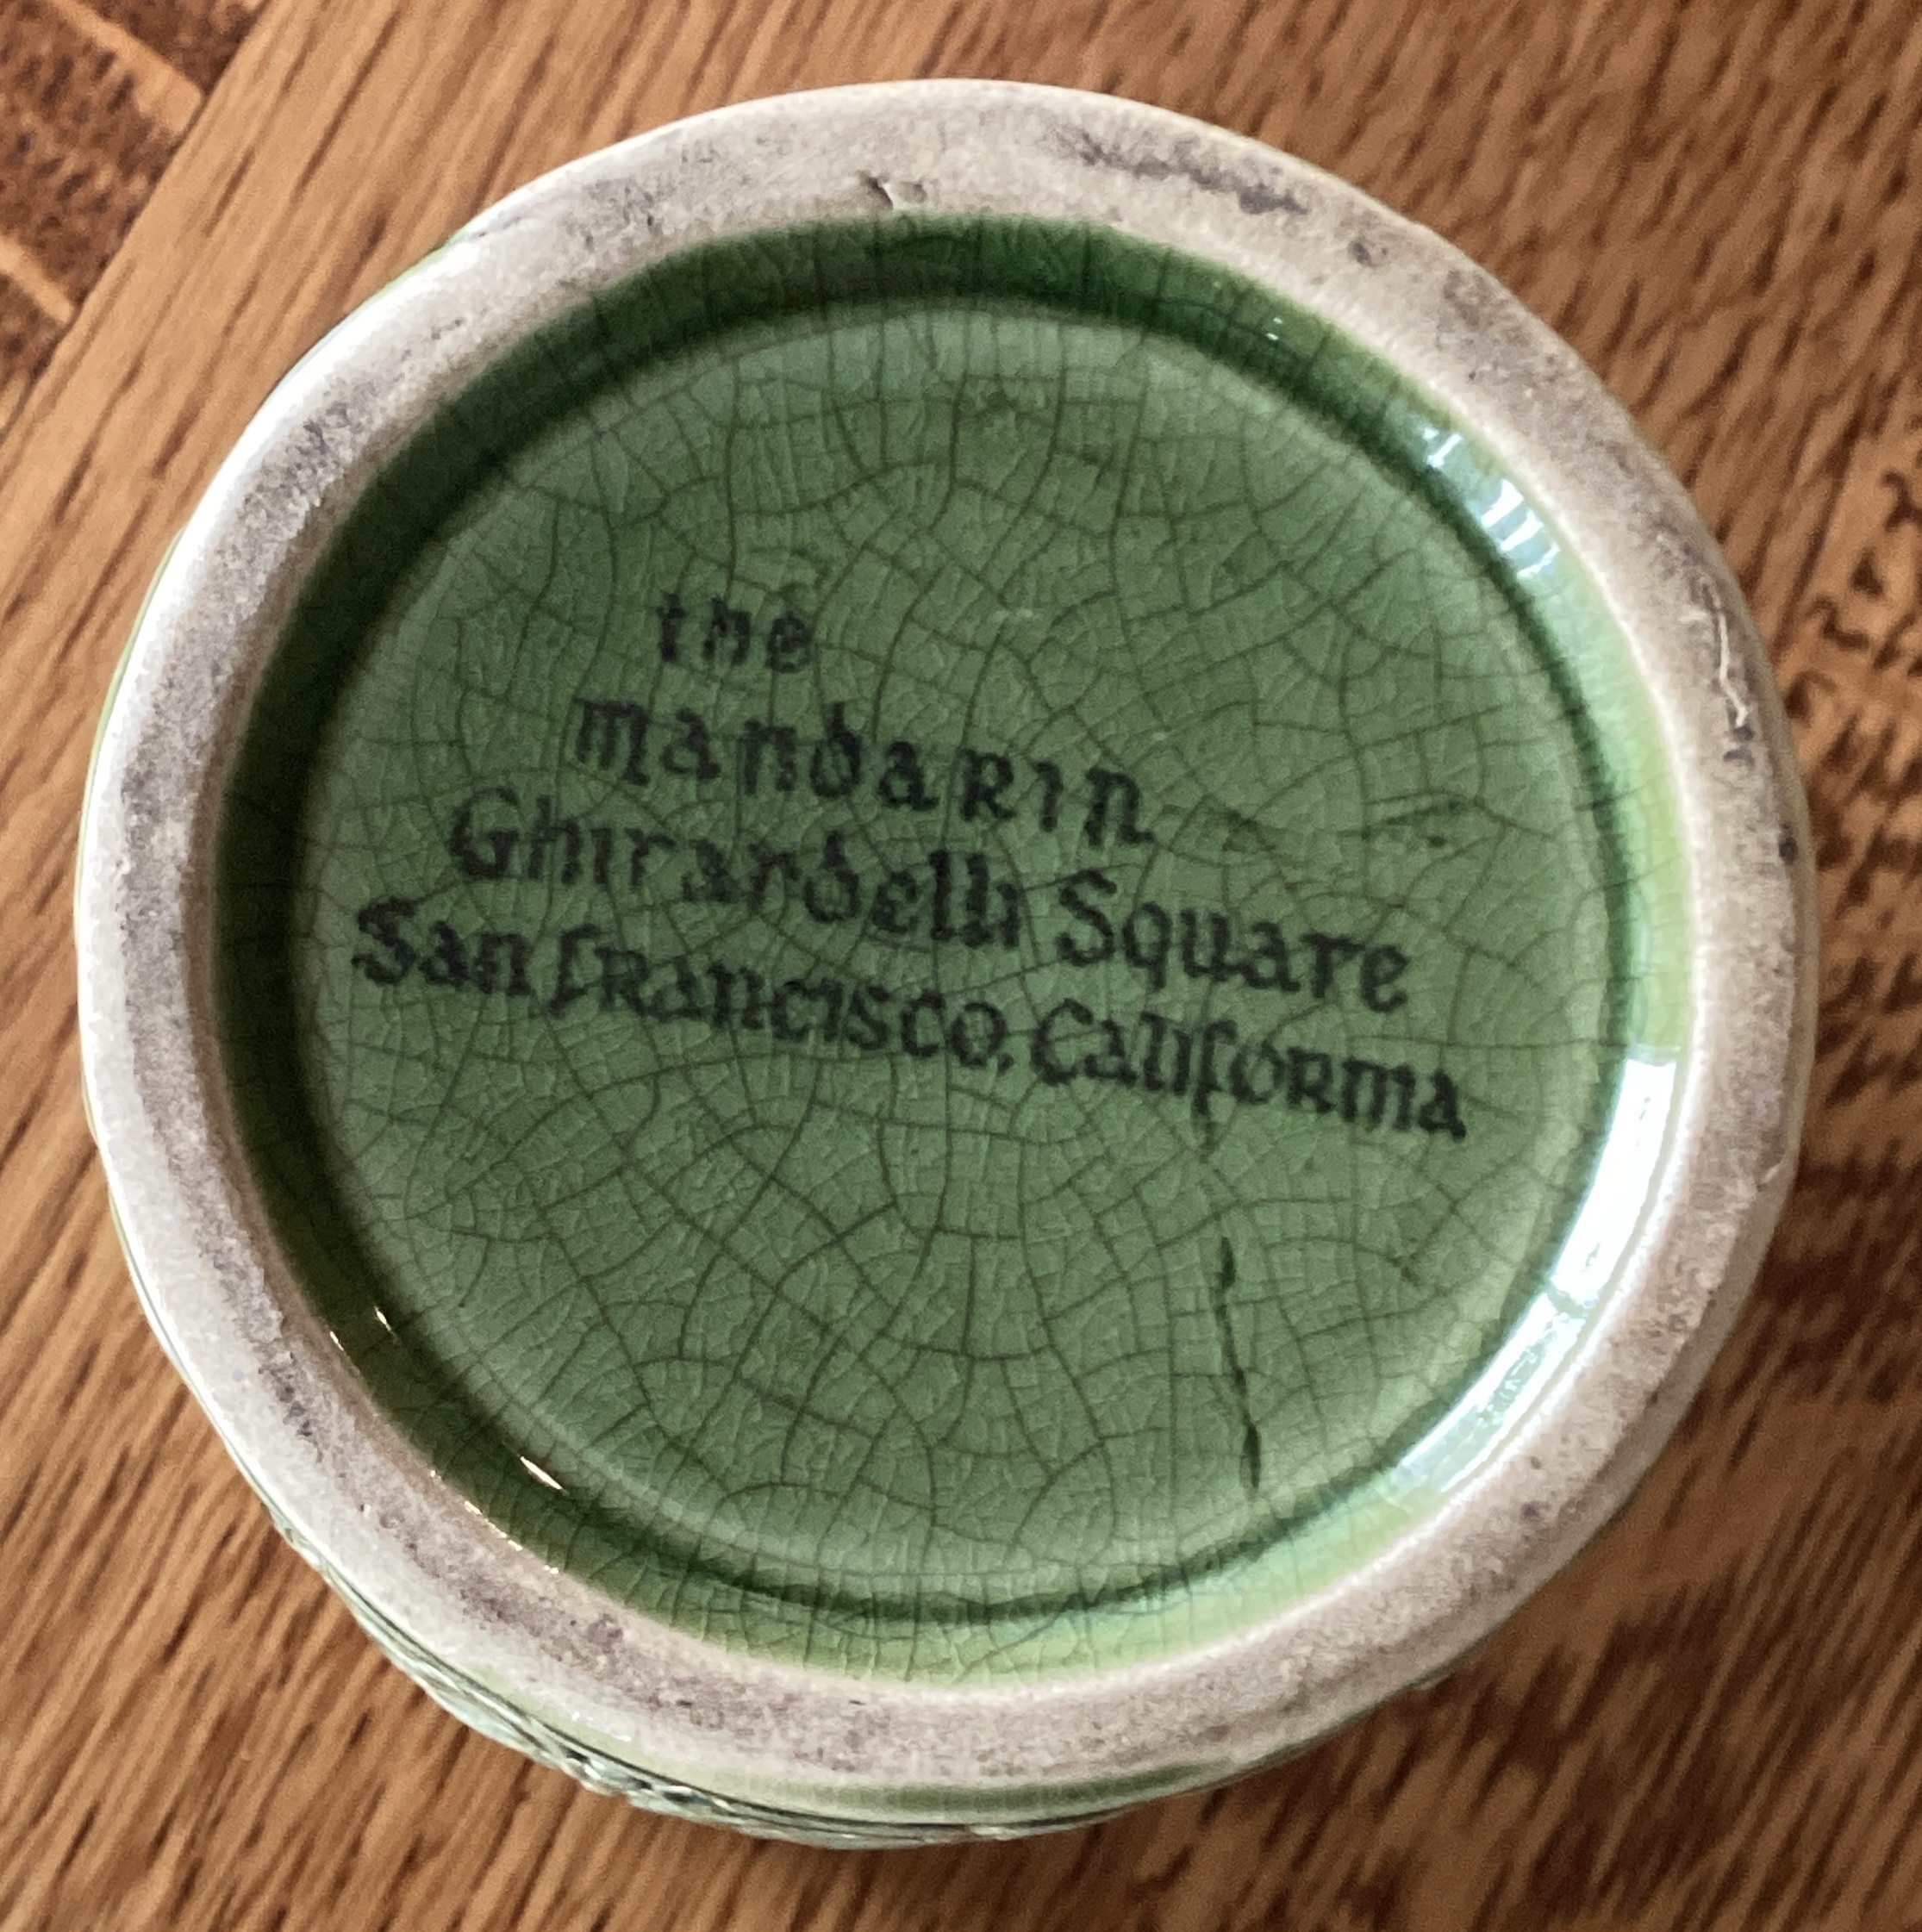 the
mandarin
Ghirardelli Square
San Francisco, California